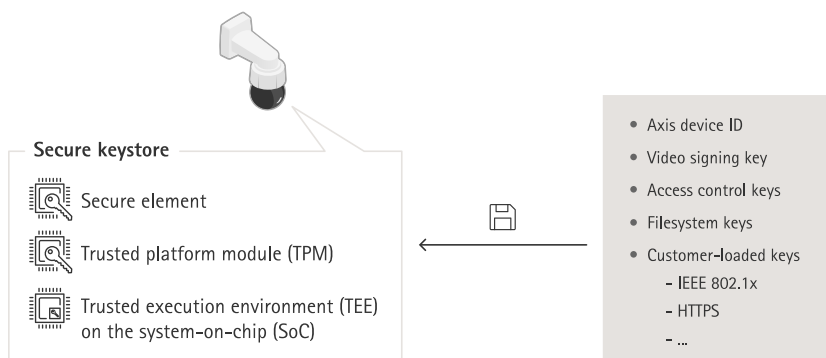 Secure keystore
Secure element
Trusted platform module (TPM)
Trusted execution environment (TEE)
on the system-on-chip (SoC)
• Axis device ID
• Video signing key
• Access control keys
• Filesystem keys
• Customer-loaded keys
- IEEE 802.1x
- HTTPS
- ...